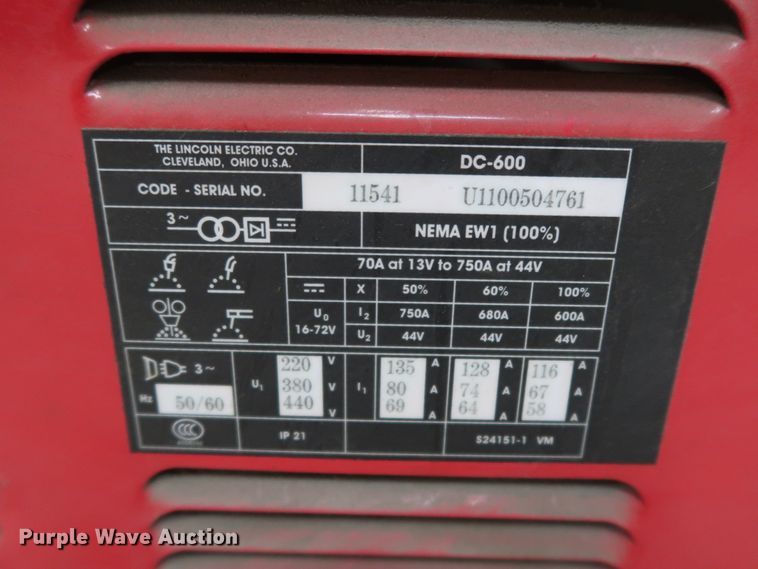 THE LINCOLN ELECTRIC CO.
CLEVELAND, OHIO U.S.A.
DC-600
CODE - SERIAL NO.
11541 U1100504761
3~
NEMA EW1 (100%)
70A at 13V to 750A at 44V
X 50% 60% 100%
U0
16-72V
I2 750A 680A 600A
U2 44V 44V 44V
3~
Hz 50/60
U1
220 V
380 V
440 V
I1
135 A 128 A 116 A
80 A 74 A 67 A
69 A 64 A 58 A
CCC
IP 21
S24151-1 VM
Purple Wave Auction